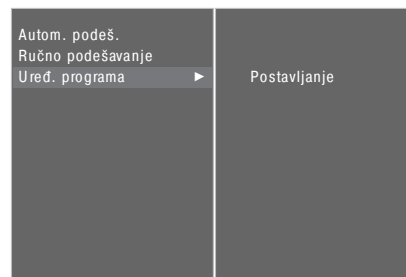 Autom. podeš.
Ručno podešavanje
Uređ. programa ►
Postavljanje